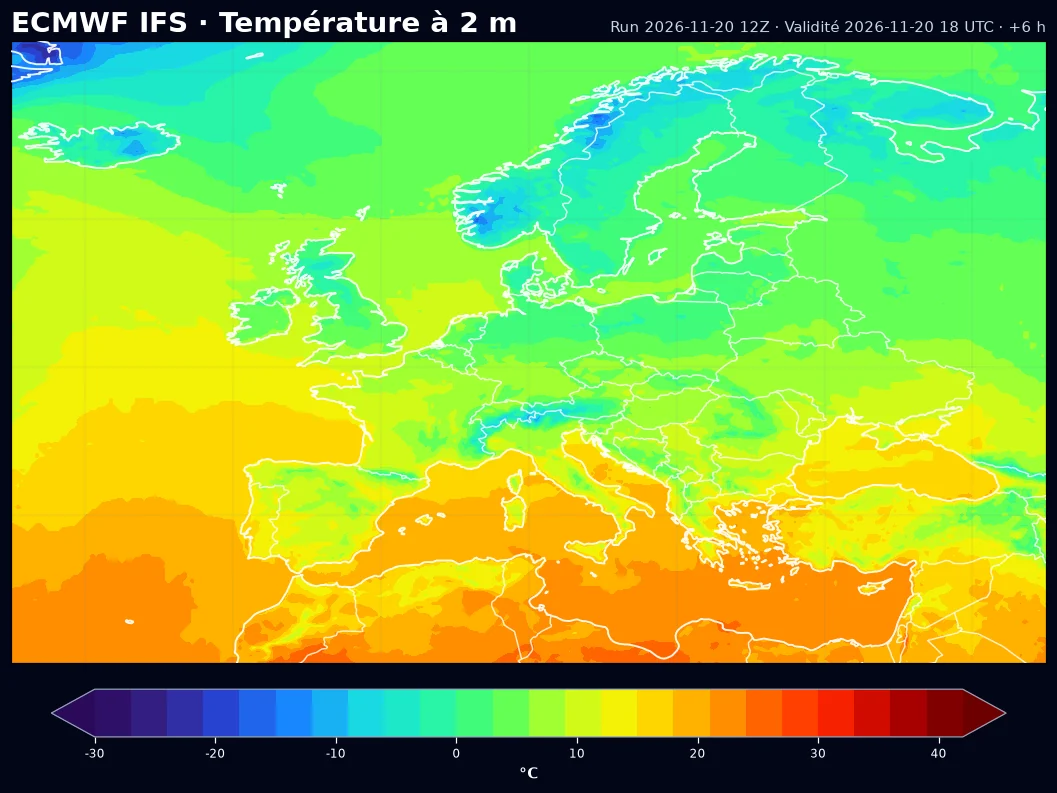 ECMWF IFS · Température à 2 m
Run 2026-11-20 12Z · Validité 2026-11-20 18 UTC · +6 h
-30 -20 -10 0 10 20 30 40
°C